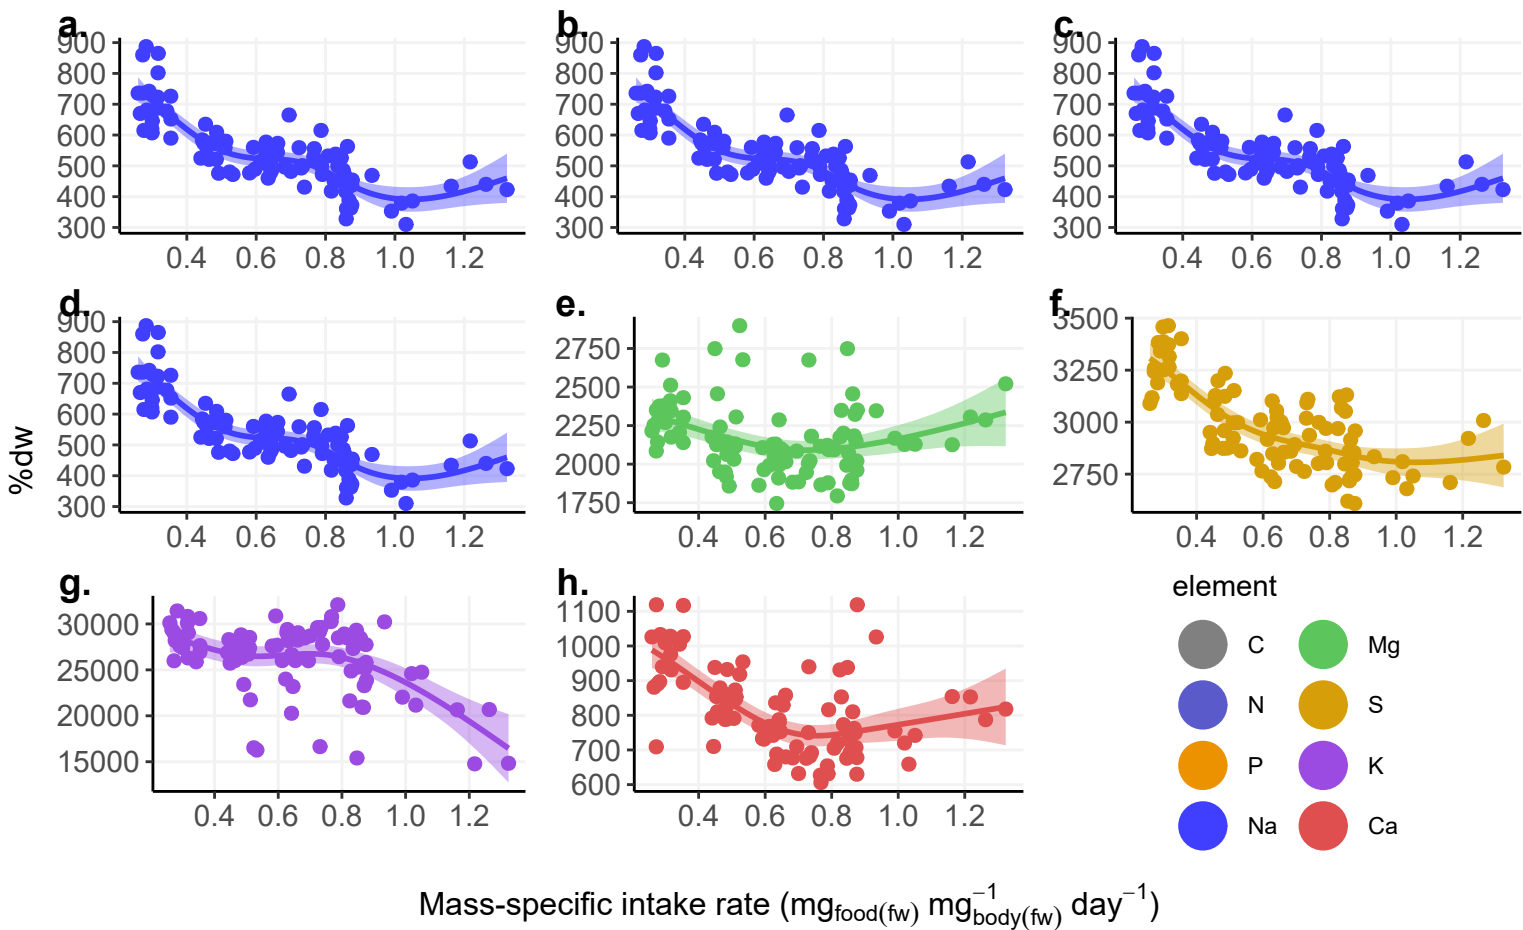 a.
900
800
700
600
500
400
300
0.4 0.6 0.8 1.0 1.2
b.
900
800
700
600
500
400
300
0.4 0.6 0.8 1.0 1.2
c.
900
800
700
600
500
400
300
0.4 0.6 0.8 1.0 1.2
%dw
d.
900
800
700
600
500
400
300
0.4 0.6 0.8 1.0 1.2
e.
2750
2500
2250
2000
1750
0.4 0.6 0.8 1.0 1.2
f.
3500
3250
3000
2750
0.4 0.6 0.8 1.0 1.2
g.
30000
25000
20000
15000
0.4 0.6 0.8 1.0 1.2
h.
1100
1000
900
800
700
600
0.4 0.6 0.8 1.0 1.2
element
C Mg
N S
P K
Na Ca
Mass-specific intake rate (mg food(fw) mg −1 body(fw) day −1)